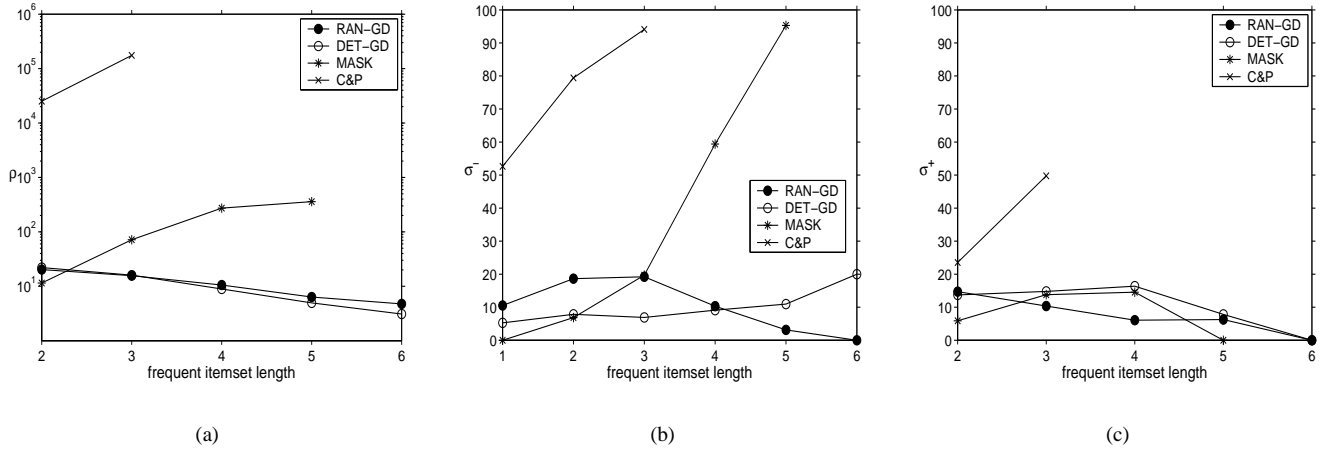 10^6
10^5
10^4
10^3
10^2
10^1
ρ
2 3 4 5 6
frequent itemset length
RAN-GD
DET-GD
MASK
C&P
(a)
100
90
80
70
60
50
40
30
20
10
0
σ-
1 2 3 4 5 6
frequent itemset length
RAN-GD
DET-GD
MASK
C&P
(b)
100
90
80
70
60
50
40
30
20
10
0
σ+
2 3 4 5 6
frequent itemset length
RAN-GD
DET-GD
MASK
C&P
(c)